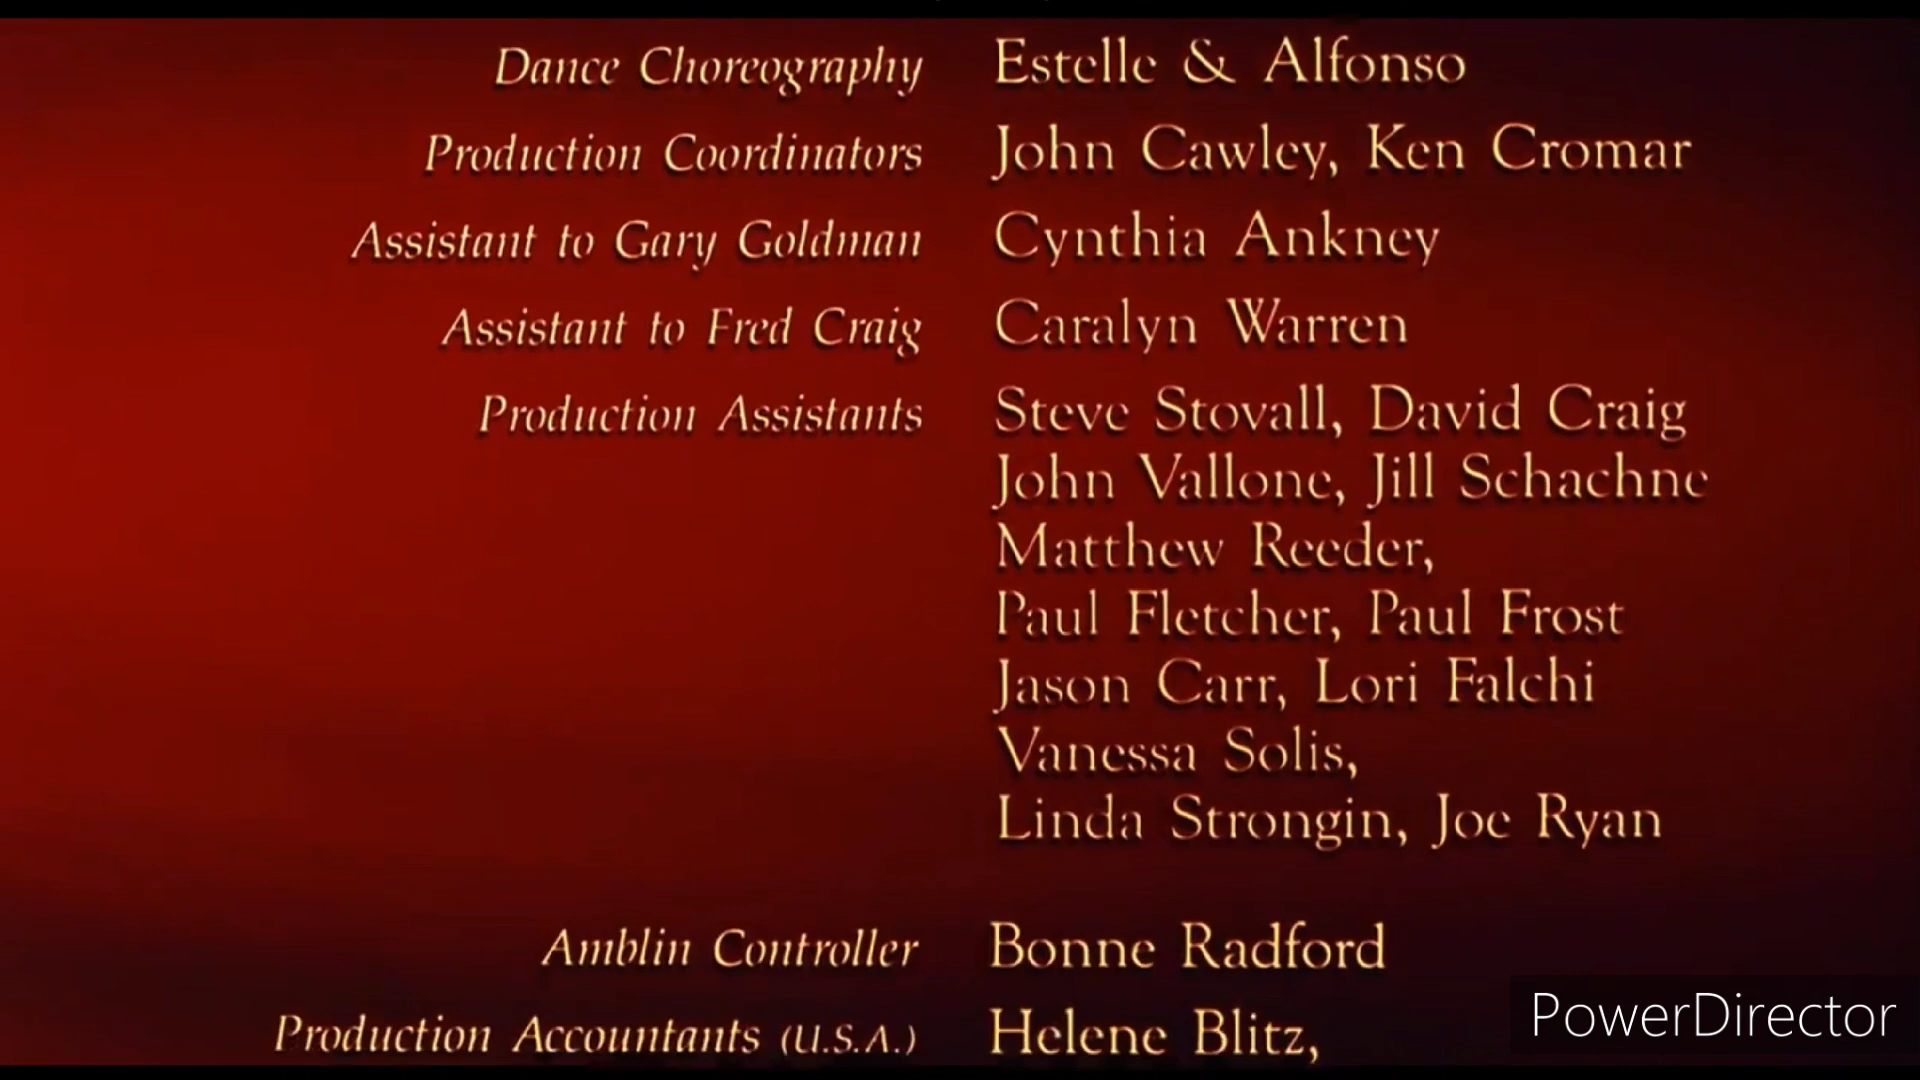 Dance Choreography Estelle & Alfonso
Production Coordinators John Cawley, Ken Cromar
Assistant to Gary Goldman Cynthia Ankney
Assistant to Fred Craig Caralyn Warren
Production Assistants Steve Stovall, David Craig
John Vallone, Jill Schachne
Matthew Reeder,
Paul Fletcher, Paul Frost
Jason Carr, Lori Falchi
Vanessa Solis,
Linda Strongin, Joe Ryan
Amblin Controller Bonne Radford
Production Accountants (U.S.A.) Helene Blitz,
PowerDirector